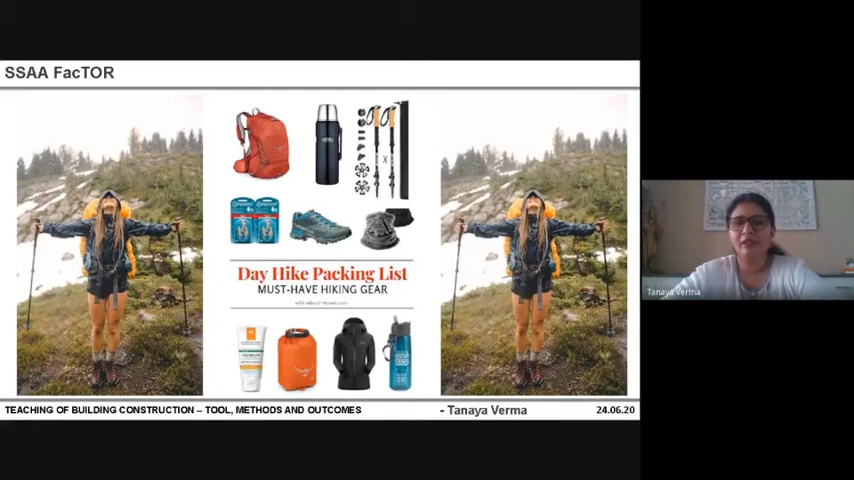 SSAA FacTOR
Day Hike Packing List
MUST-HAVE HIKING GEAR
TEACHING OF BUILDING CONSTRUCTION – TOOL, METHODS AND OUTCOMES
- Tanaya Verma
24.06.20
Tanaya Verma